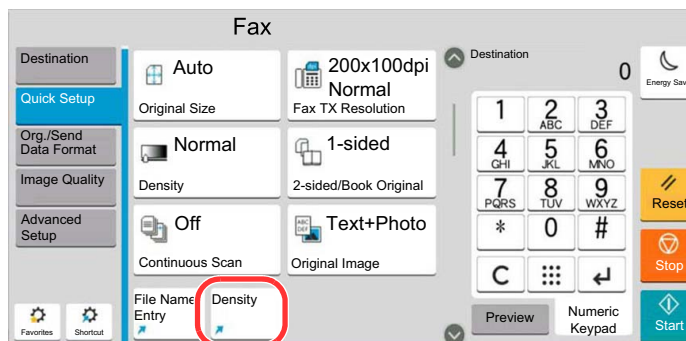 Fax
Destination
Quick Setup
Org./Send
Data Format
Image Quality
Advanced
Setup
Favorites
Shortcut
Auto
Original Size
200x100dpi
Normal
Fax TX Resolution
Normal
Density
1-sided
2-sided/Book Original
Off
Continuous Scan
ABC
DEF
Text+Photo
Original Image
File Name
Entry
Density
Destination
0
1
2
ABC
3
DEF
4
GHI
5
JKL
6
MNO
7
PQRS
8
TUV
9
WXYZ
*
0
#
C
Preview
Numeric
Keypad
Energy Sav
Reset
Stop
Start